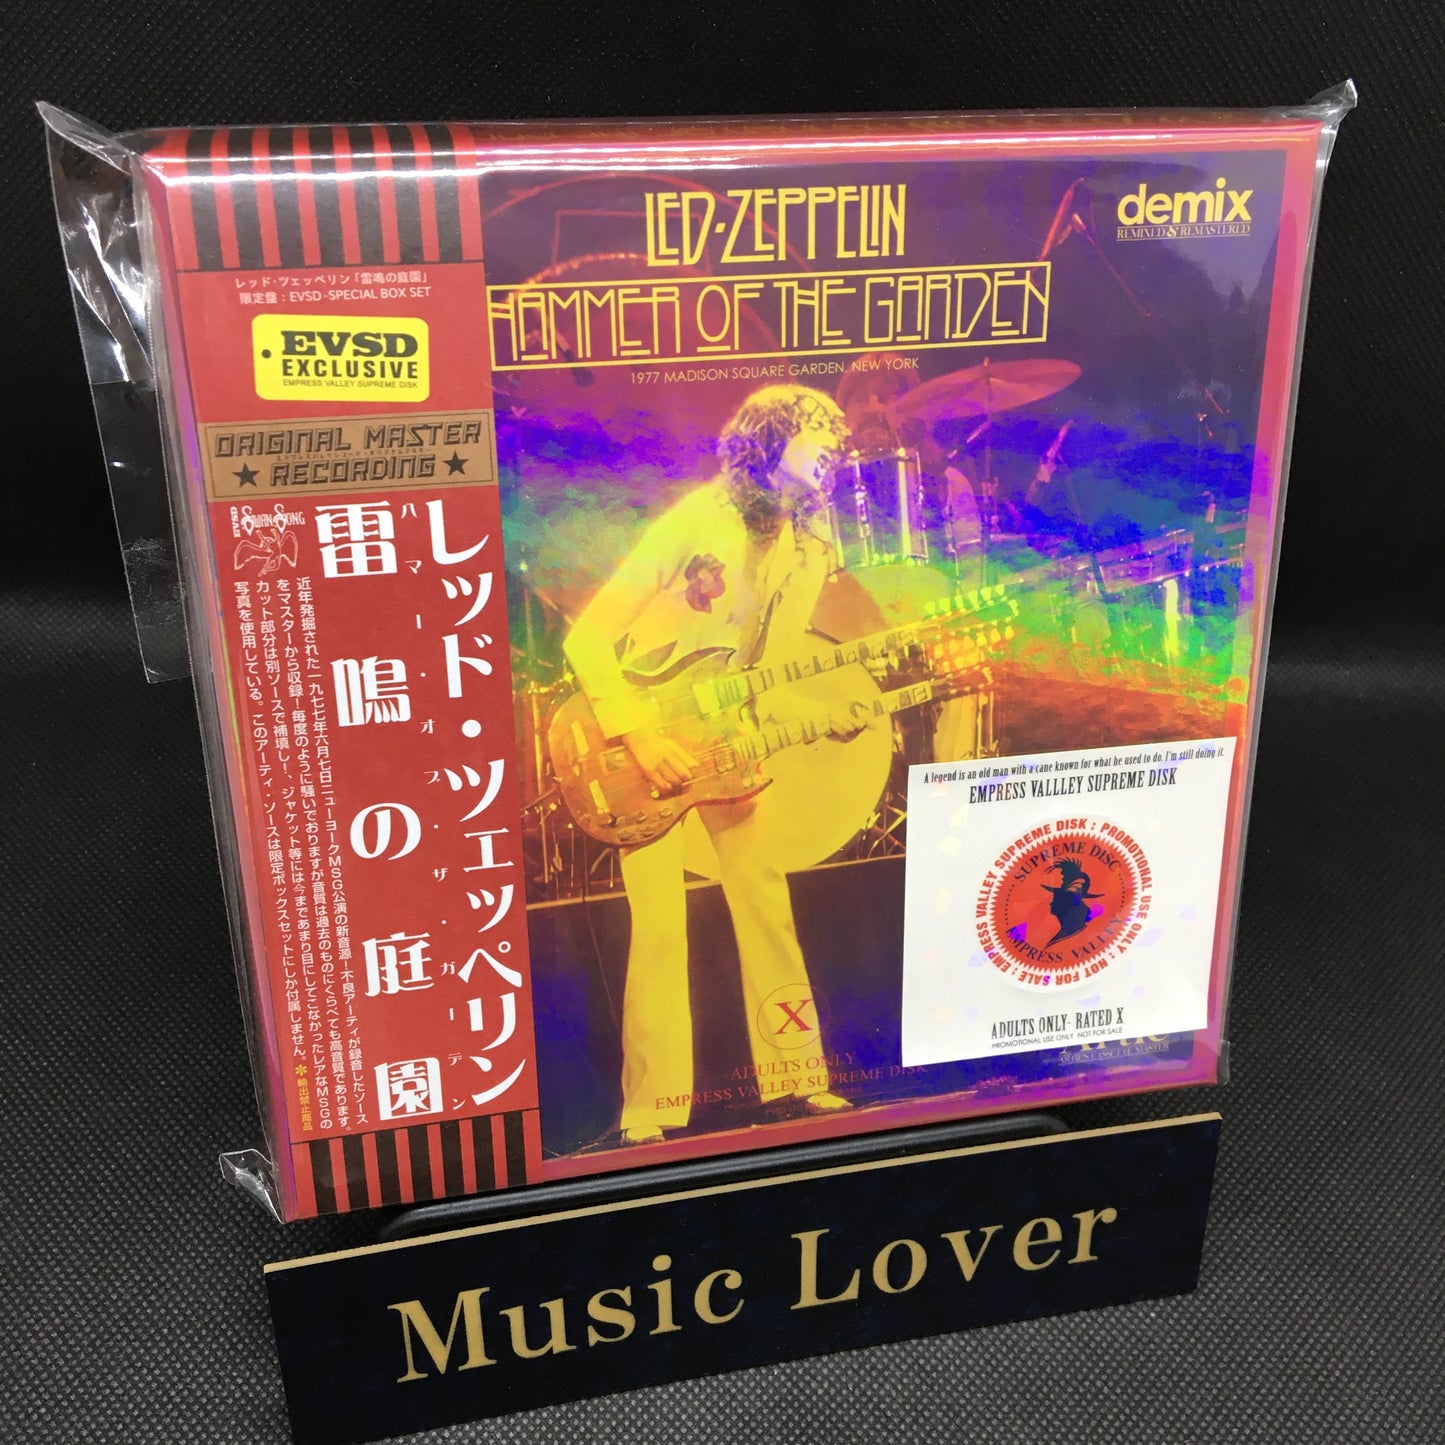 レッド・ツェッペリン「雷鳴の庭園」
限定盤 : EVSD -SPECIAL BOX SET
EVSD
EXCLUSIVE
EMPRESS VALLEY SUPREME DISK
ORIGINAL MASTER
RECORDING
SWAN SONG
レッド・ツェッペリン
ハマー・オブ・ザ・ガーデン
雷鳴の庭園
近年発掘された一九七七年六月七日ニューヨークMSG公演の新音源!不良アーティが録音したソース
をマスターから収録!毎度のように騒いでおりますが音質は過去のものにくらべても高音質であります。
カット部分は別ソースで補填し!、ジャケット等には今まであまり目にしてこなかったレアなMSGの
写真を使用している。このアーティ・ソースは限定ボックスセットにしか付属しません。✽輸出禁止商品
LED-ZEPPELIN
HAMMER OF THE GARDEN
1977 MADISON SQUARE GARDEN, NEW YORK
demix
REMIXED & REMASTERED
A legend is an old man with a cane known for what he used to do. I'm still doing it.
EMPRESS VALLLEY SUPREME DISK
EMPRESS VALLEY SUPREME DISK : PROMOTIONAL USE ONLY : NOT FOR SALE :
SUPREME DISC
EMPRESS VALLEY
ADULTS ONLY- RATED X
PROMOTIONAL USE ONLY NOT FOR SALE
ARTIES CASSETTE MASTER
X
ADULTS ONLY
EMPRESS VALLEY SUPREME DISK
Music Lover